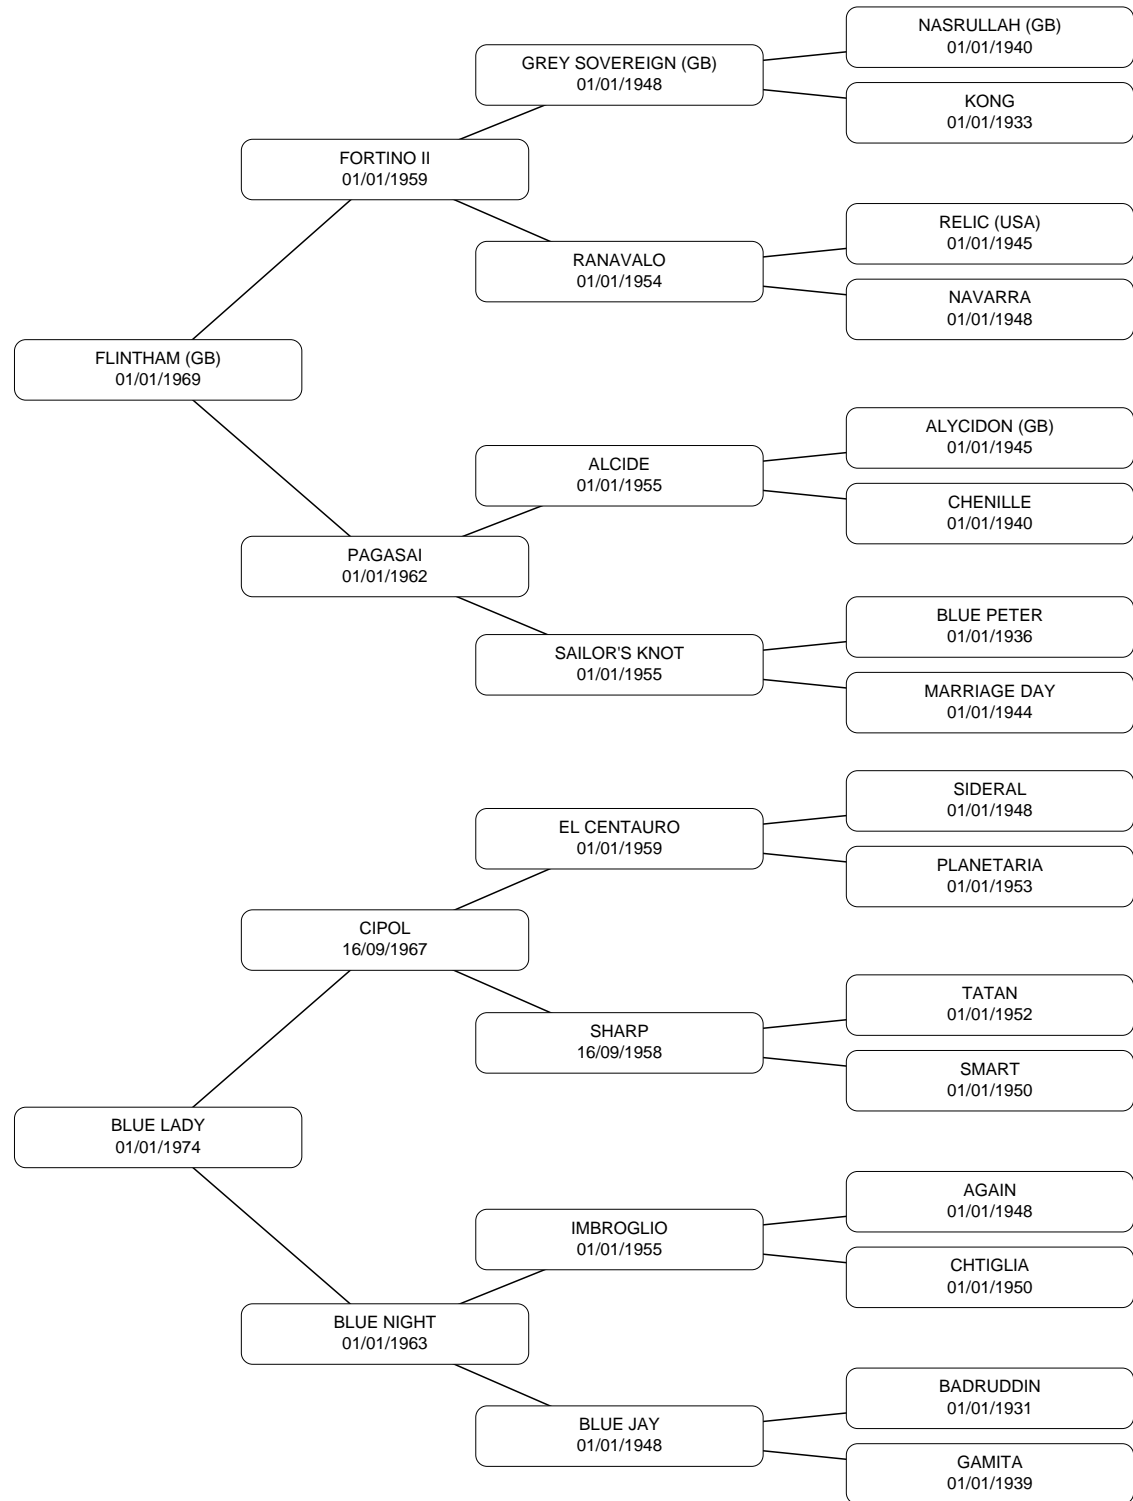 NASRULLAH (GB)
01/01/1940
GREY SOVEREIGN (GB)
01/01/1948
KONG
01/01/1933
FORTINO II
01/01/1959
RELIC (USA)
01/01/1945
RANAVALO
01/01/1954
NAVARRA
01/01/1948
FLINTHAM (GB)
01/01/1969
ALYCIDON (GB)
01/01/1945
ALCIDE
01/01/1955
CHENILLE
01/01/1940
PAGASAI
01/01/1962
BLUE PETER
01/01/1936
SAILOR'S KNOT
01/01/1955
MARRIAGE DAY
01/01/1944
SIDERAL
01/01/1948
EL CENTAURO
01/01/1959
PLANETARIA
01/01/1953
CIPOL
16/09/1967
TATAN
01/01/1952
SHARP
16/09/1958
SMART
01/01/1950
BLUE LADY
01/01/1974
AGAIN
01/01/1948
IMBROGLIO
01/01/1955
CHTIGLIA
01/01/1950
BLUE NIGHT
01/01/1963
BADRUDDIN
01/01/1931
BLUE JAY
01/01/1948
GAMITA
01/01/1939